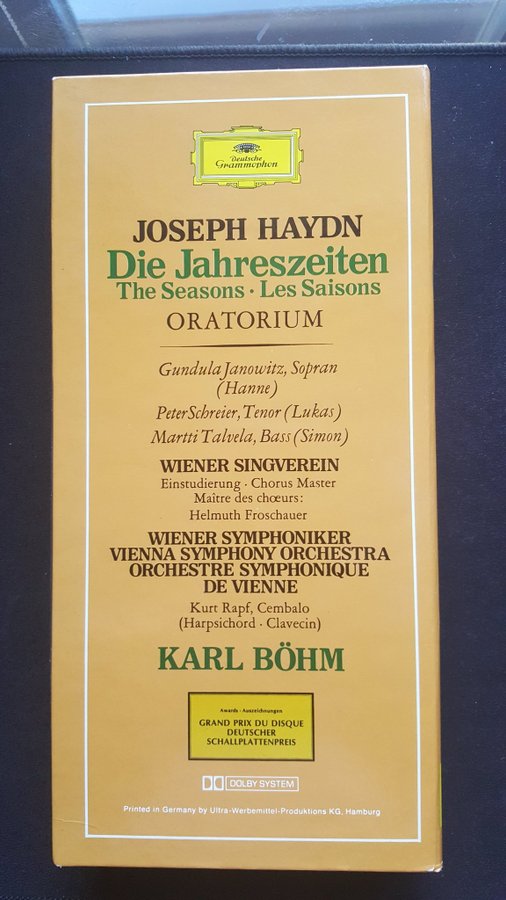 Deutsche
Grammophon
JOSEPH HAYDN
Die Jahreszeiten
The Seasons · Les Saisons
ORATORIUM
Gundula Janowitz, Sopran
(Hanne)
Peter Schreier, Tenor (Lukas)
Martti Talvela, Bass (Simon)
WIENER SINGVEREIN
Einstudierung · Chorus Master
Maître des chœurs:
Helmuth Froschauer
WIENER SYMPHONIKER
VIENNA SYMPHONY ORCHESTRA
ORCHESTRE SYMPHONIQUE
DE VIENNE
Kurt Rapf, Cembalo
(Harpsichord · Clavecin)
KARL BÖHM
Awards · Auszeichnungen
GRAND PRIX DU DISQUE
DEUTSCHER
SCHALLPLATTENPREIS
DOLBY SYSTEM
Printed in Germany by Ultra-Werbemittel-Produktions KG, Hamburg